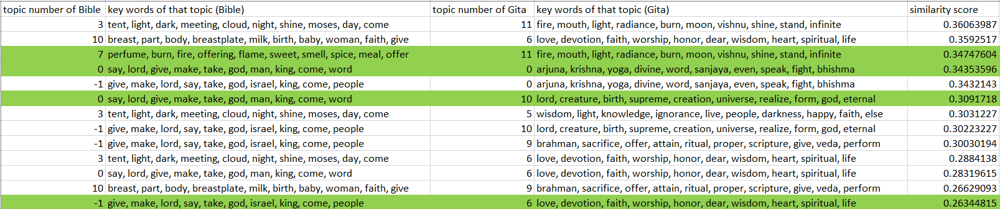 topic number of Bible key words of that topic (Bible) topic number of Gita key words of that topic (Gita) similarity score
3 tent, light, dark, meeting, cloud, night, shine, moses, day, come 11 fire, mouth, light, radiance, burn, moon, vishnu, shine, stand, infinite 0.36063987
10 breast, part, body, breastplate, milk, birth, baby, woman, faith, give 6 love, devotion, faith, worship, honor, dear, wisdom, heart, spiritual, life 0.3592517
7 perfume, burn, fire, offering, flame, sweet, smell, spice, meal, offer 11 fire, mouth, light, radiance, burn, moon, vishnu, shine, stand, infinite 0.34747604
0 say, lord, give, make, take, god, man, king, come, word 0 arjuna, krishna, yoga, divine, word, sanjaya, even, speak, fight, bhishma 0.34353596
-1 give, make, lord, say, take, god, israel, king, come, people 0 arjuna, krishna, yoga, divine, word, sanjaya, even, speak, fight, bhishma 0.3432143
0 say, lord, give, make, take, god, man, king, come, word 10 lord, creature, birth, supreme, creation, universe, realize, form, god, eternal 0.3091718
3 tent, light, dark, meeting, cloud, night, shine, moses, day, come 5 wisdom, light, knowledge, ignorance, live, people, darkness, happy, faith, else 0.3031227
-1 give, make, lord, say, take, god, israel, king, come, people 10 lord, creature, birth, supreme, creation, universe, realize, form, god, eternal 0.30223227
-1 give, make, lord, say, take, god, israel, king, come, people 9 brahman, sacrifice, offer, attain, ritual, proper, scripture, give, veda, perform 0.30030194
3 tent, light, dark, meeting, cloud, night, shine, moses, day, come 6 love, devotion, faith, worship, honor, dear, wisdom, heart, spiritual, life 0.2884138
0 say, lord, give, make, take, god, man, king, come, word 6 love, devotion, faith, worship, honor, dear, wisdom, heart, spiritual, life 0.28319615
10 breast, part, body, breastplate, milk, birth, baby, woman, faith, give 9 brahman, sacrifice, offer, attain, ritual, proper, scripture, give, veda, perform 0.26629093
-1 give, make, lord, say, take, god, israel, king, come, people 6 love, devotion, faith, worship, honor, dear, wisdom, heart, spiritual, life 0.26344815